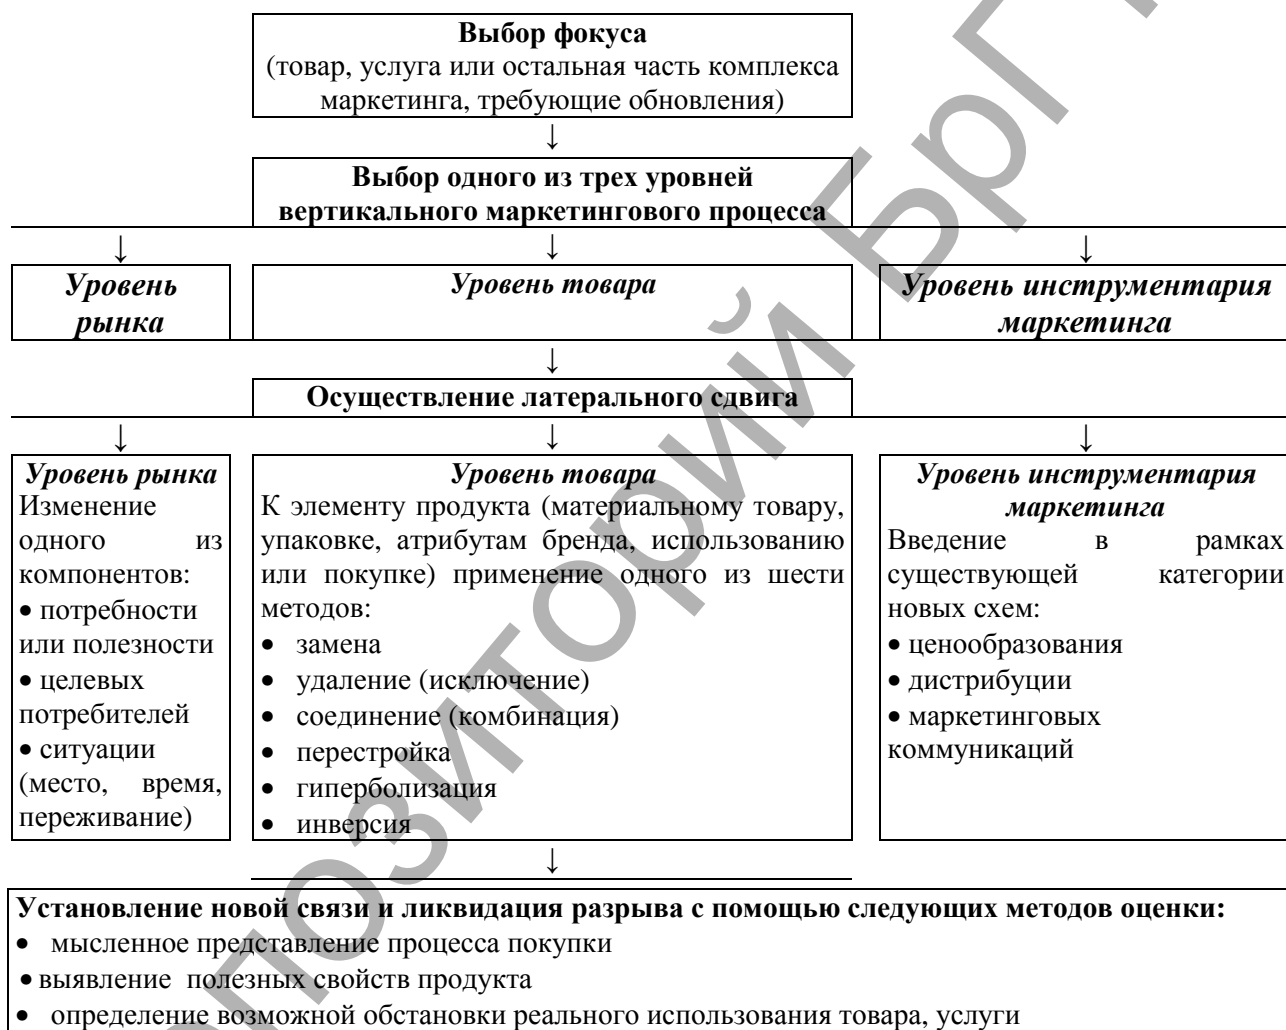 Выбор фокуса
(товар, услуга или остальная часть комплекса
маркетинга, требующие обновления)
↓
Выбор одного из трех уровней
вертикального маркетингового процесса
↓ ↓ ↓
Уровень
рынка
Уровень товара
Уровень инструментария
маркетинга
↓
Осуществление латерального сдвига
↓ ↓ ↓
Уровень рынка
Изменение
одного из
компонентов:
• потребности
или полезности
• целевых
потребителей
• ситуации
(место, время,
переживание)
Уровень товара
К элементу продукта (материальному товару,
упаковке, атрибутам бренда, использованию
или покупке) применение одного из шести
методов:
• замена
• удаление (исключение)
• соединение (комбинация)
• перестройка
• гиперболизация
• инверсия
Уровень инструментария
маркетинга
Введение в рамках
существующей категории
новых схем:
• ценообразования
• дистрибуции
• маркетинговых
коммуникаций
↓
Установление новой связи и ликвидация разрыва с помощью следующих методов оценки:
• мысленное представление процесса покупки
• выявление полезных свойств продукта
• определение возможной обстановки реального использования товара, услуги